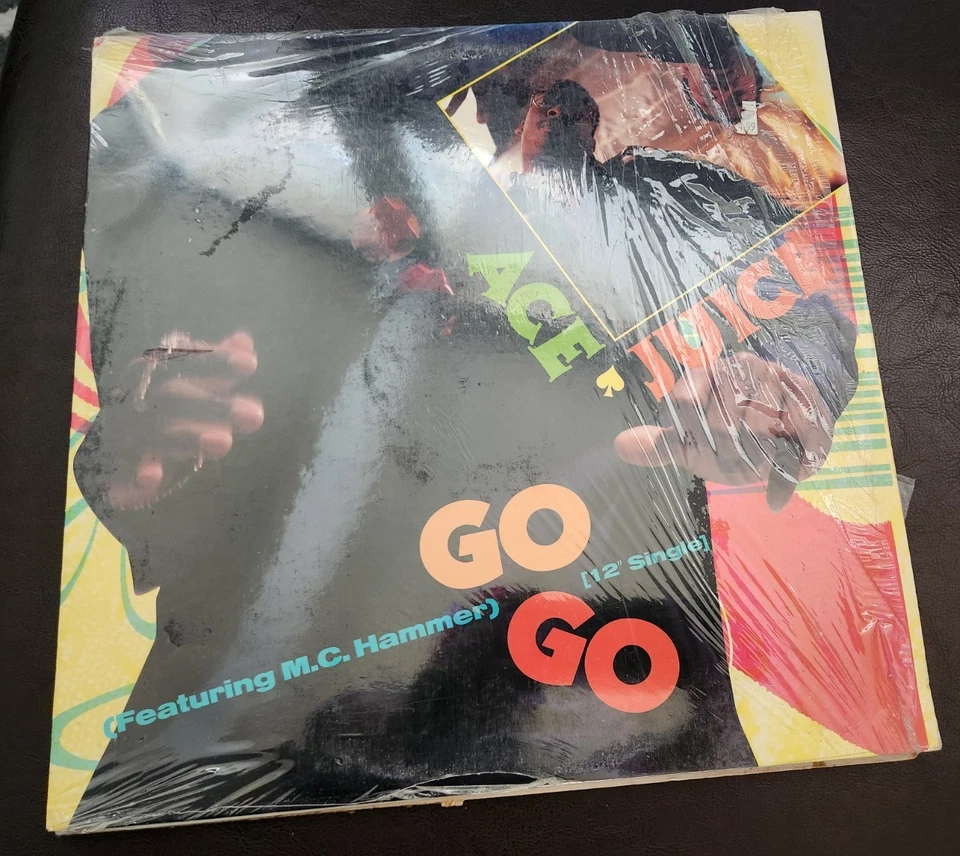 ACE
JUICE
GO
[12" Single]
(Featuring M.C. Hammer)
GO